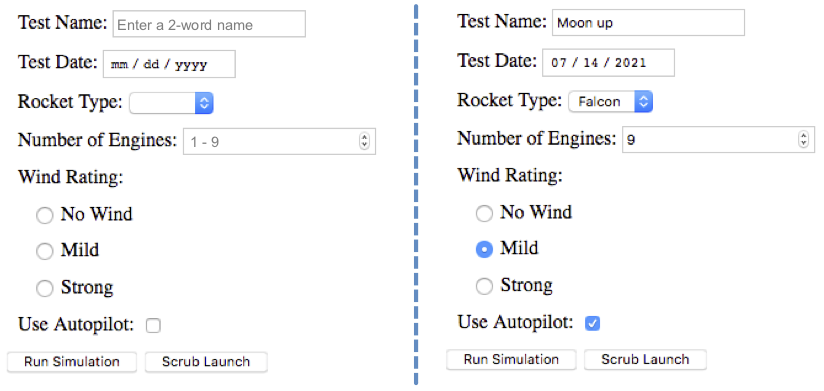 Test Name: Enter a 2-word name
Test Date: mm / dd / yyyy
Rocket Type:
Number of Engines: 1 - 9
Wind Rating:
No Wind
Mild
Strong
Use Autopilot:
Run Simulation Scrub Launch
Test Name: Moon up
Test Date: 07 / 14 / 2021
Rocket Type: Falcon
Number of Engines: 9
Wind Rating:
No Wind
Mild
Strong
Use Autopilot:
Run Simulation Scrub Launch